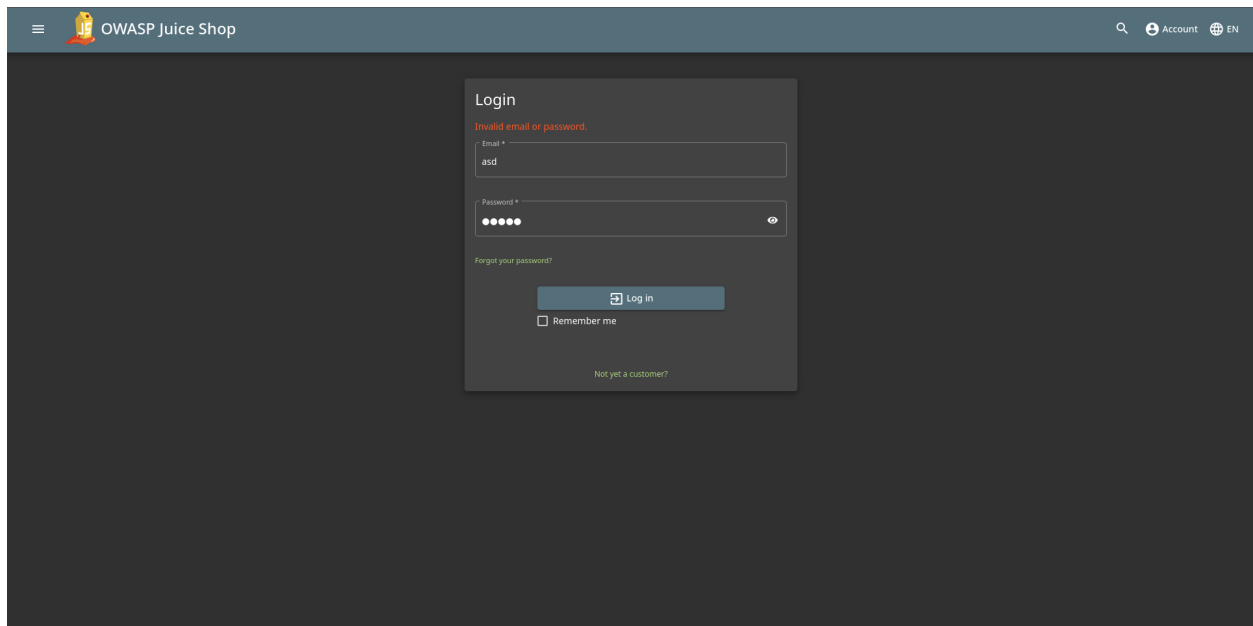 OWASP Juice Shop
Account
EN
Login
Invalid email or password.
Email *
asd
Password *
●●●●●
Forgot your password?
Log in
Remember me
Not yet a customer?